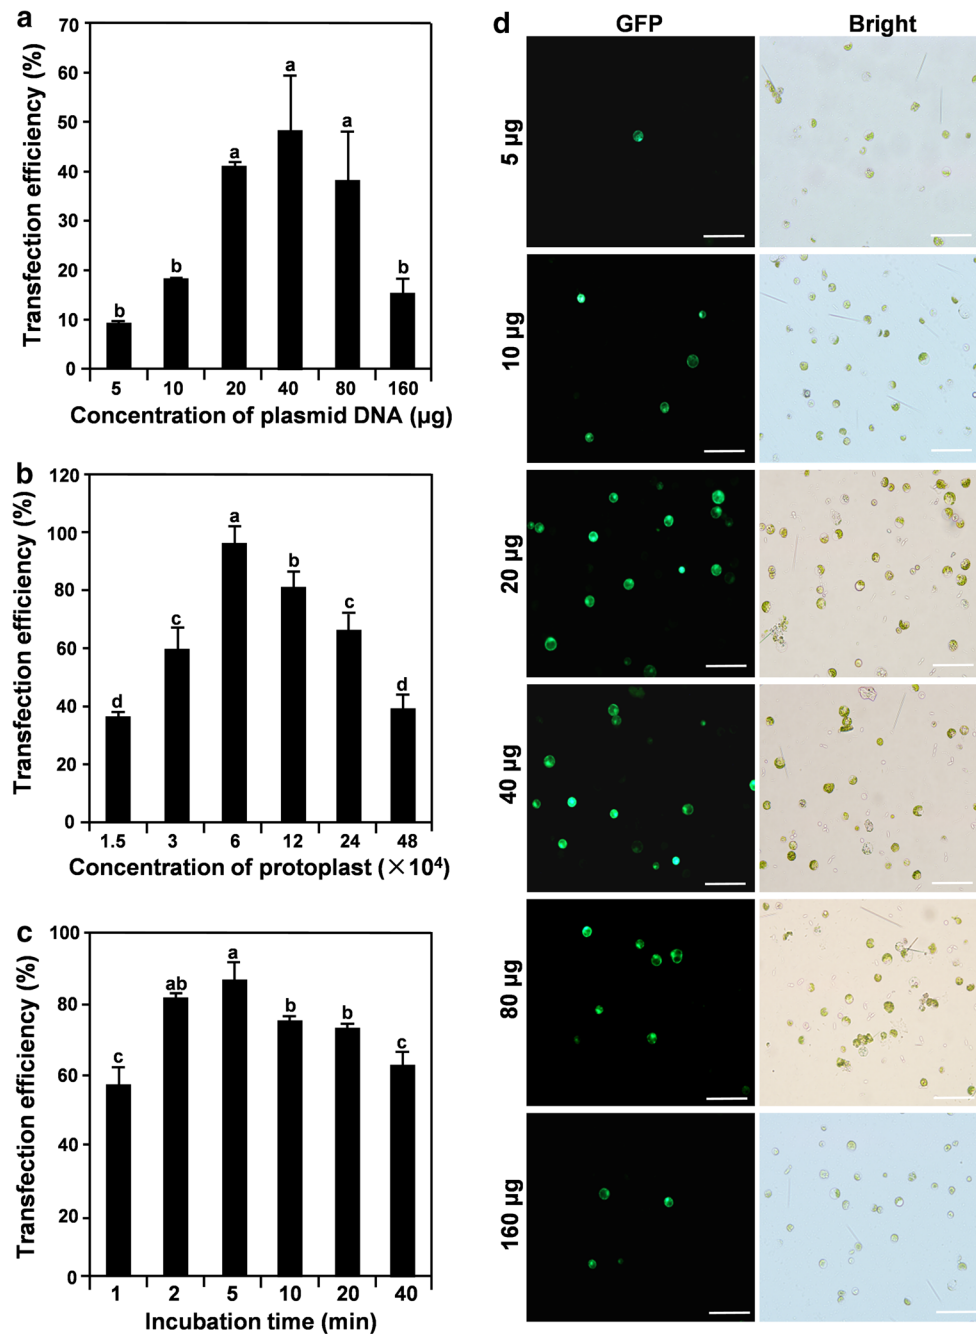 a
Transfection efficiency (%)
70
60
50
40
30
20
10
0
b
b
a
a
a
b
5 10 20 40 80 160
Concentration of plasmid DNA (µg)
b
Transfection efficiency (%)
120
100
80
60
40
20
0
d
c
a
b
c
d
1.5 3 6 12 24 48
Concentration of protoplast (×10⁴)
c
Transfection efficiency (%)
100
80
60
40
20
0
c
ab
a
b
b
c
1 2 5 10 20 40
Incubation time (min)
d
GFP Bright
5 µg
10 µg
20 µg
40 µg
80 µg
160 µg